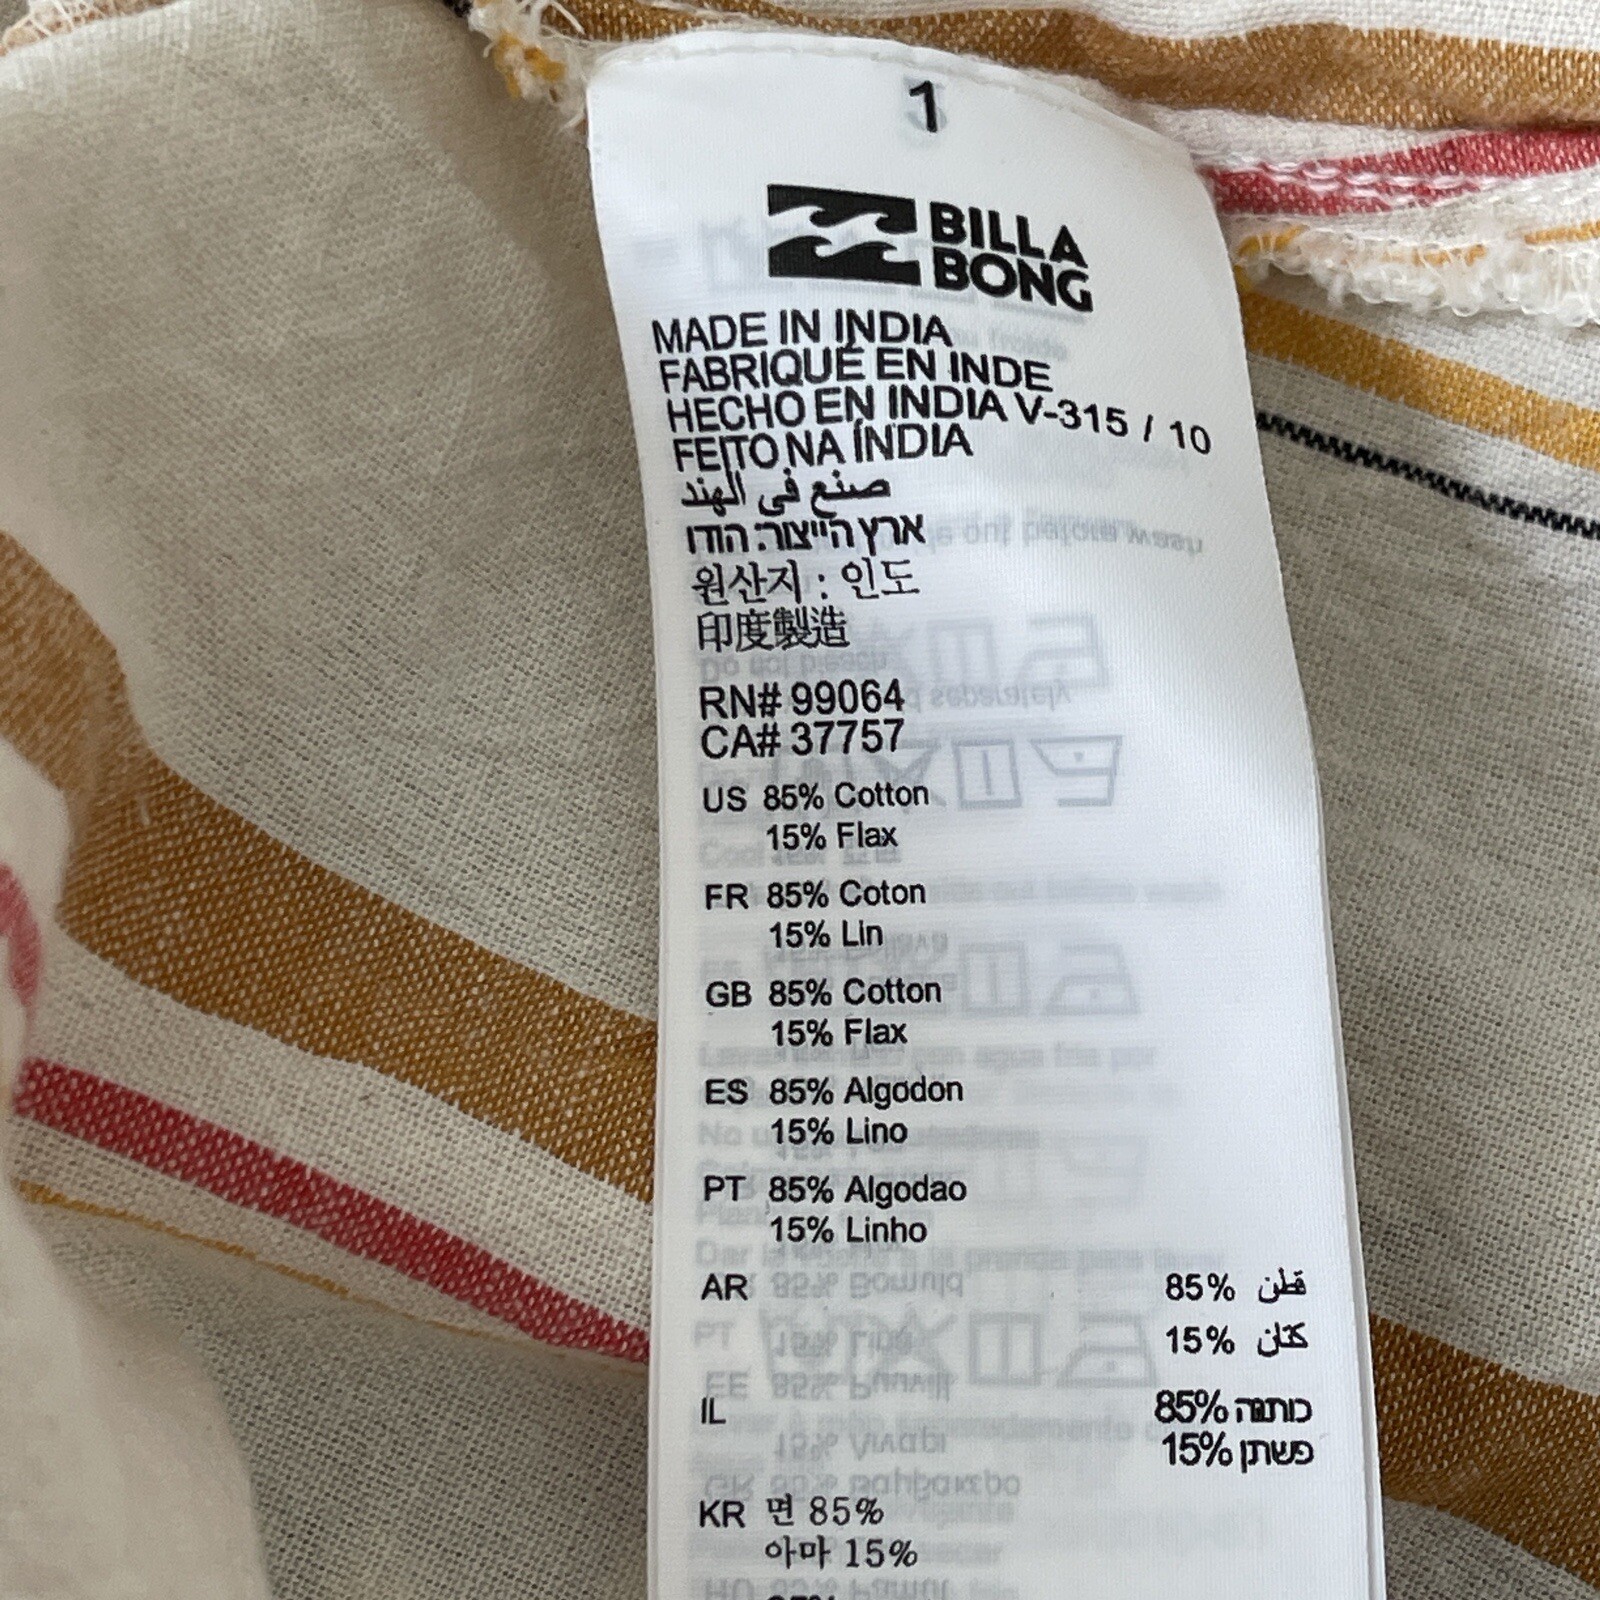 1
BILLA
BONG
MADE IN INDIA
FABRIQUÉ EN INDE
HECHO EN INDIA V-315 / 10
FEITO NA ÍNDIA
صنع في الهند
ארץ הייצור: הודו
원산지 : 인도
印度製造
RN# 99064
CA# 37757
US 85% Cotton
15% Flax
FR 85% Coton
15% Lin
GB 85% Cotton
15% Flax
ES 85% Algodon
15% Lino
PT 85% Algodao
15% Linho
AR 85% قطن
15% كتان
IL 85% כותנה
15% פשתן
KR 면 85%
아마 15%